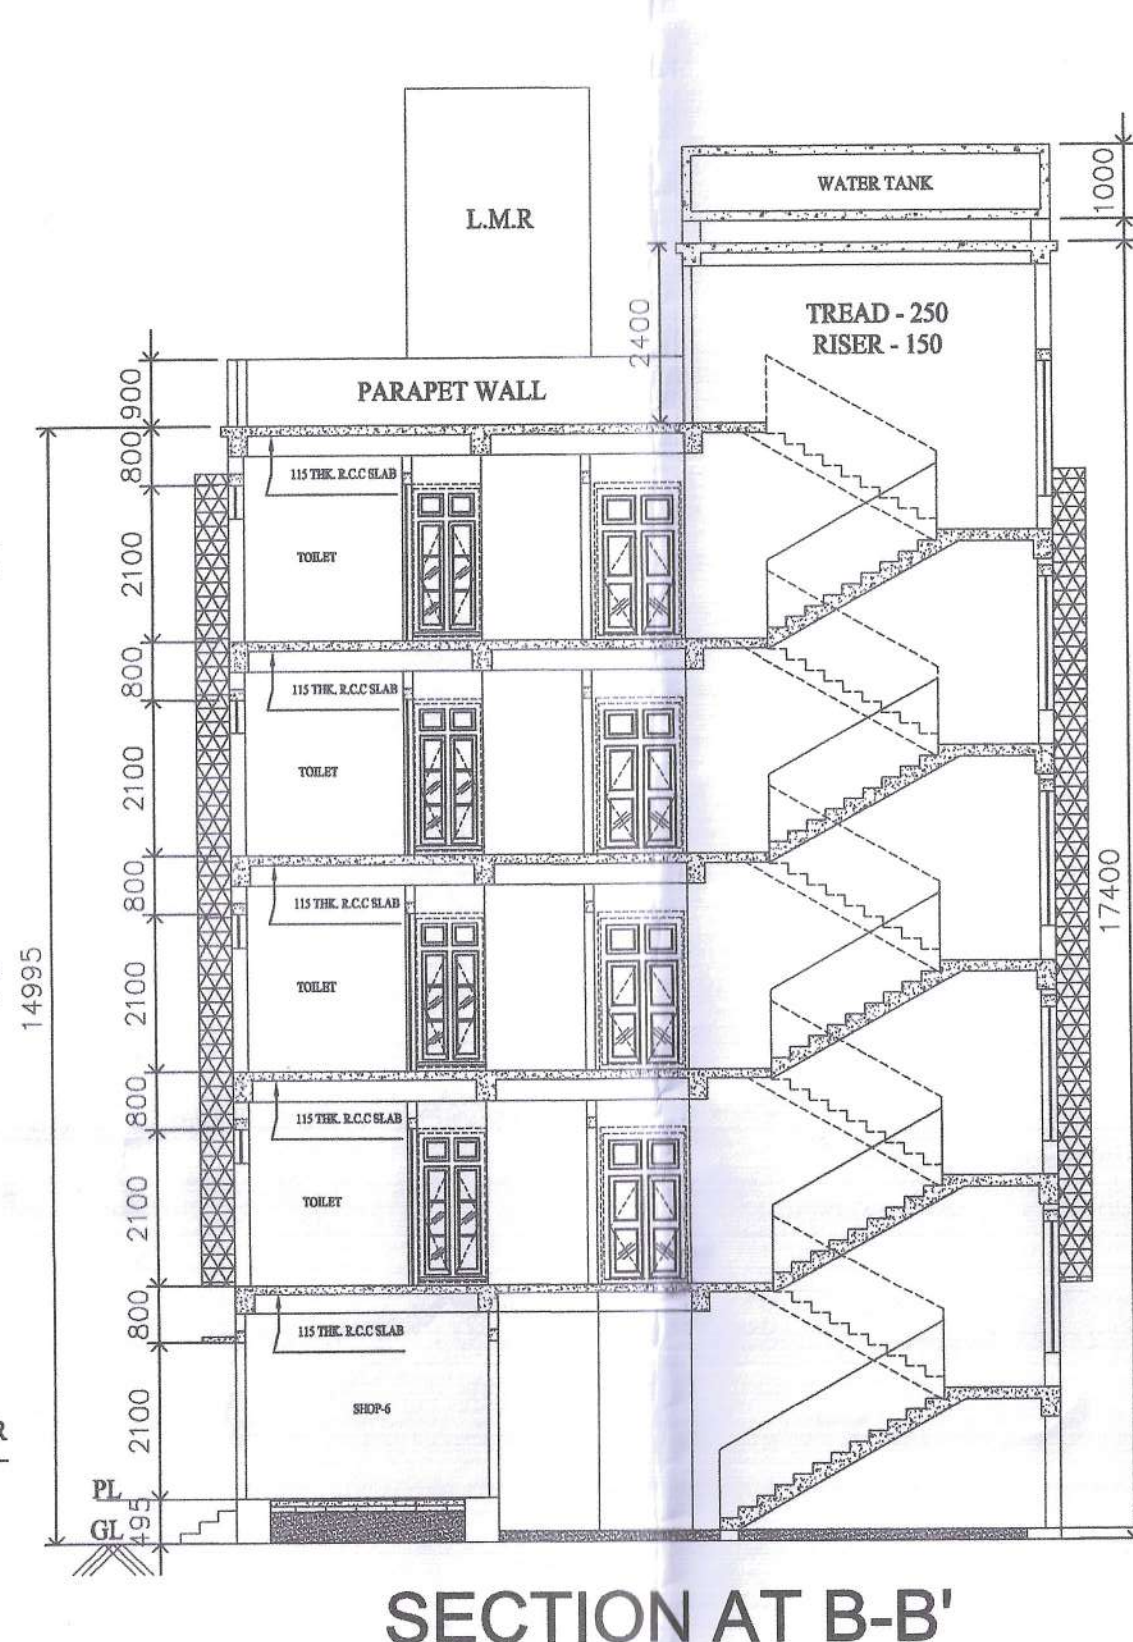 L.M.R
WATER TANK
1000
TREAD - 250
RISER - 150
2400
PARAPET WALL
900
800
115 THK. R.C.C SLAB
TOILET
2100
800
115 THK. R.C.C SLAB
TOILET
2100
800
115 THK. R.C.C SLAB
TOILET
2100
17400
14995
800
115 THK. R.C.C SLAB
TOILET
2100
800
115 THK. R.C.C SLAB
SHOP-6
2100
R
PL
GL
495
SECTION AT B-B'